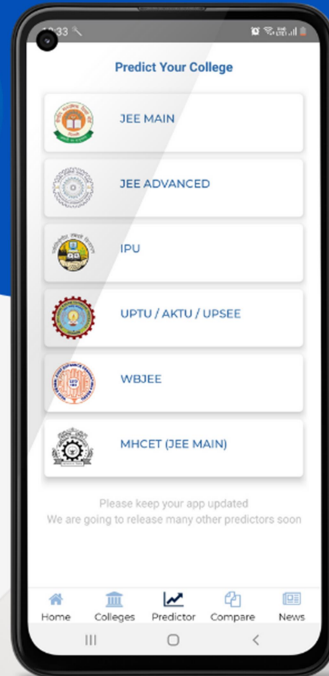 Predict Your College
JEE MAIN
JEE ADVANCED
IPU
UPTU / AKTU / UPSEE
WBJEE
MHCET (JEE MAIN)
Please keep your app updated
We are going to release many other predictors soon
Home Colleges Predictor Compare News